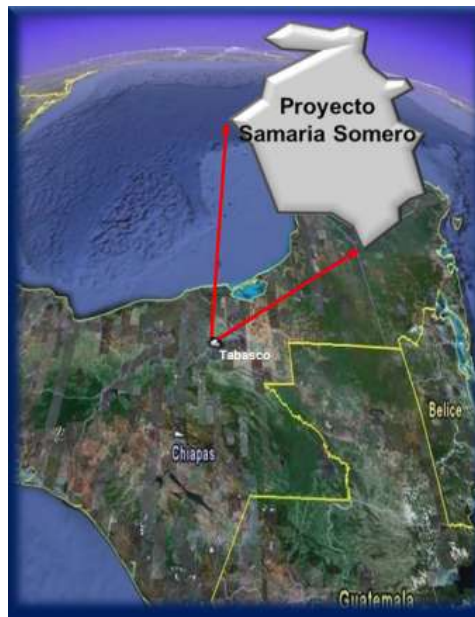 Proyecto
Samaria Somero
Tabasco
Belice
Chiapas
Guatemala